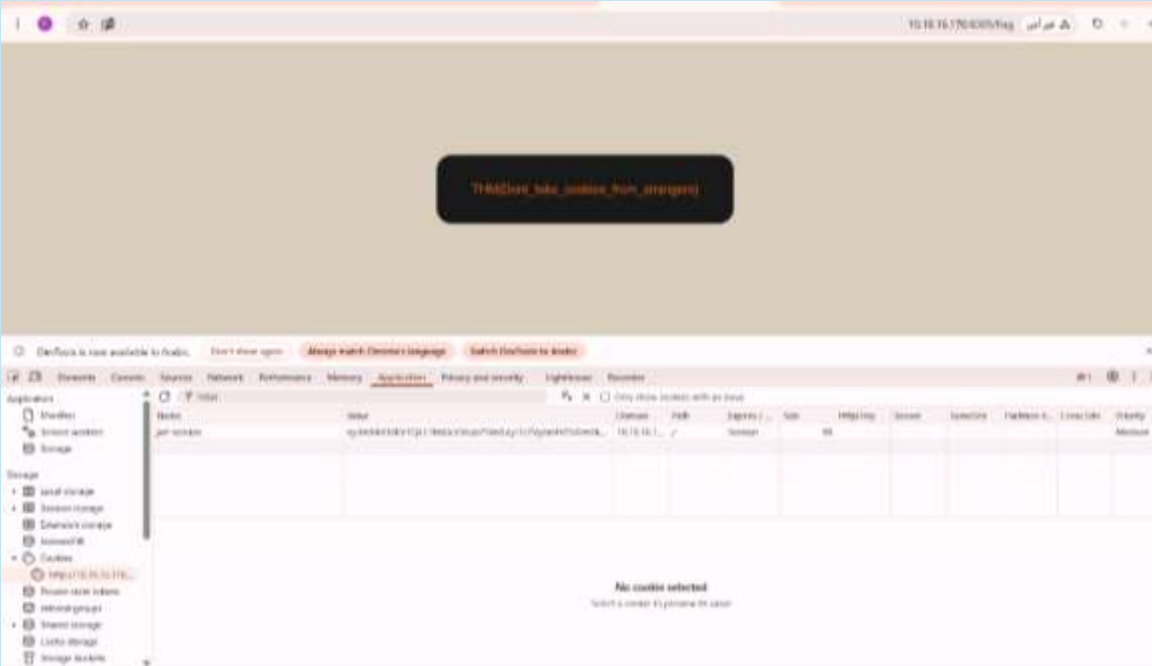 THM{Dont_take_cookies_from_strangers}
DevTools is now available in Arabic.
Don't show again
Always match Chrome's language
Switch DevTools to Arabic
Elements
Console
Sources
Network
Performance
Memory
Application
Privacy and security
Lighthouse
Recorder
Application
Manifest
Service workers
Storage
Filter
Only show cookies with an issue
Name
Value
Domain
Path
Expires /...
Size
HttpOnly
Secure
SameSite
Partition K...
Cross Site
Priority
Session
Medium
Storage
Local storage
Session storage
Extension storage
IndexedDB
Cookies
Private state tokens
Interest groups
Shared storage
Cache storage
Storage buckets
No cookie selected
Select a cookie to preview its value